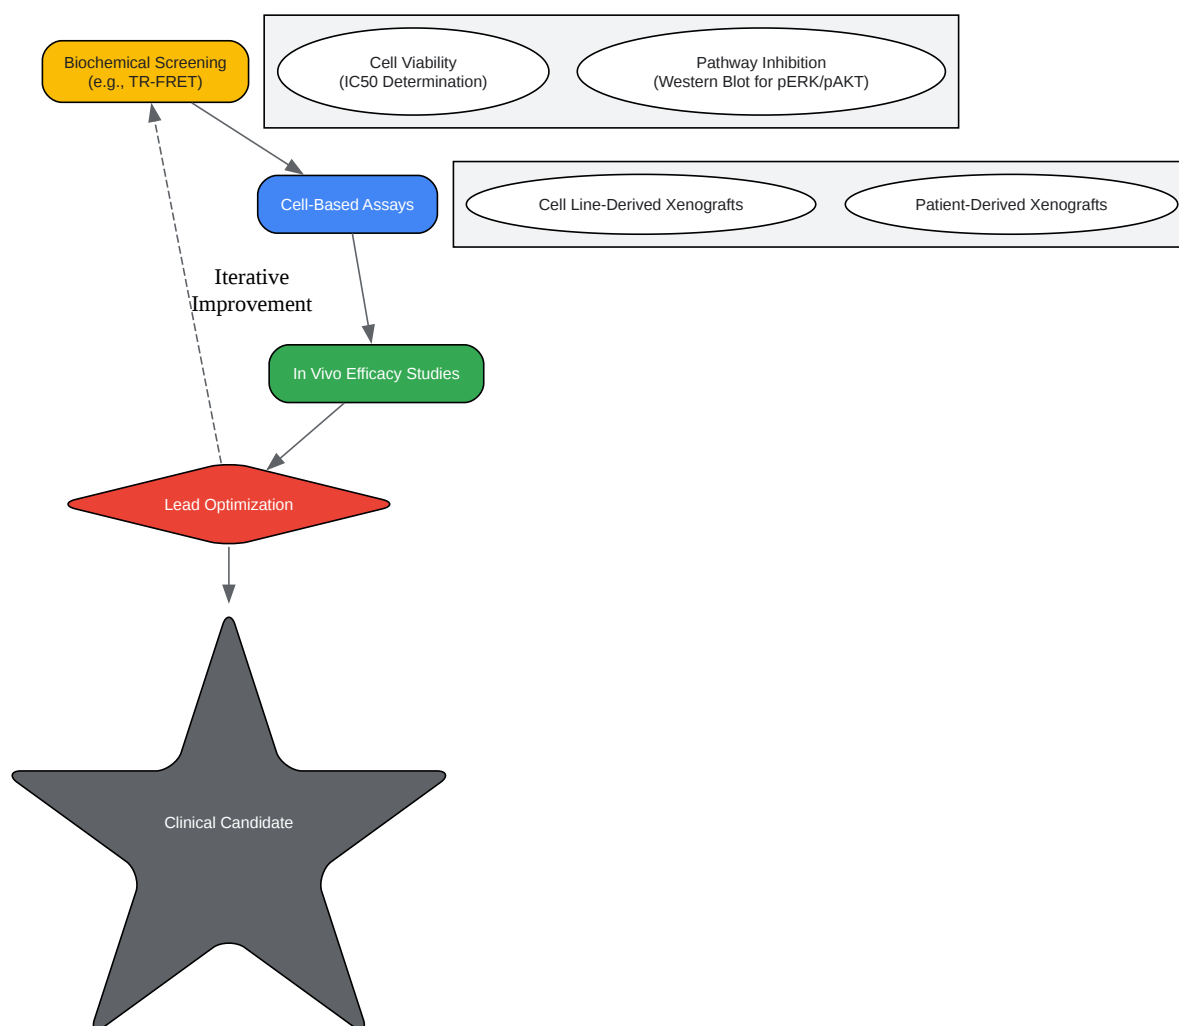 Biochemical Screening
(e.g., TR-FRET)
Cell Viability
(IC50 Determination)
Pathway Inhibition
(Western Blot for pERK/pAKT)
Cell-Based Assays
Cell Line-Derived Xenografts
Patient-Derived Xenografts
Iterative
Improvement
In Vivo Efficacy Studies
Lead Optimization
Clinical Candidate